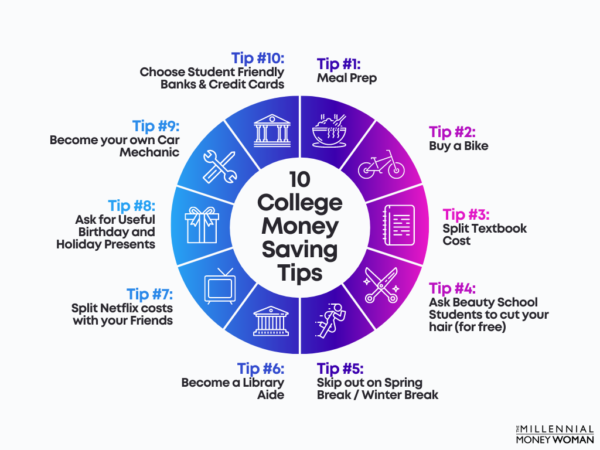 10
College
Money
Saving
Tips
Tip #1:
Meal Prep
Tip #2:
Buy a Bike
Tip #3:
Split Textbook
Cost
Tip #4:
Ask Beauty School
Students to cut your
hair (for free)
Tip #5:
Skip out on Spring
Break / Winter Break
Tip #6:
Become a Library
Aide
Tip #7:
Split Netflix costs
with your Friends
Tip #8:
Ask for Useful
Birthday and
Holiday Presents
Tip #9:
Become your own Car
Mechanic
Tip #10:
Choose Student Friendly
Banks & Credit Cards
THE MILLENNIAL
MONEY WOMAN